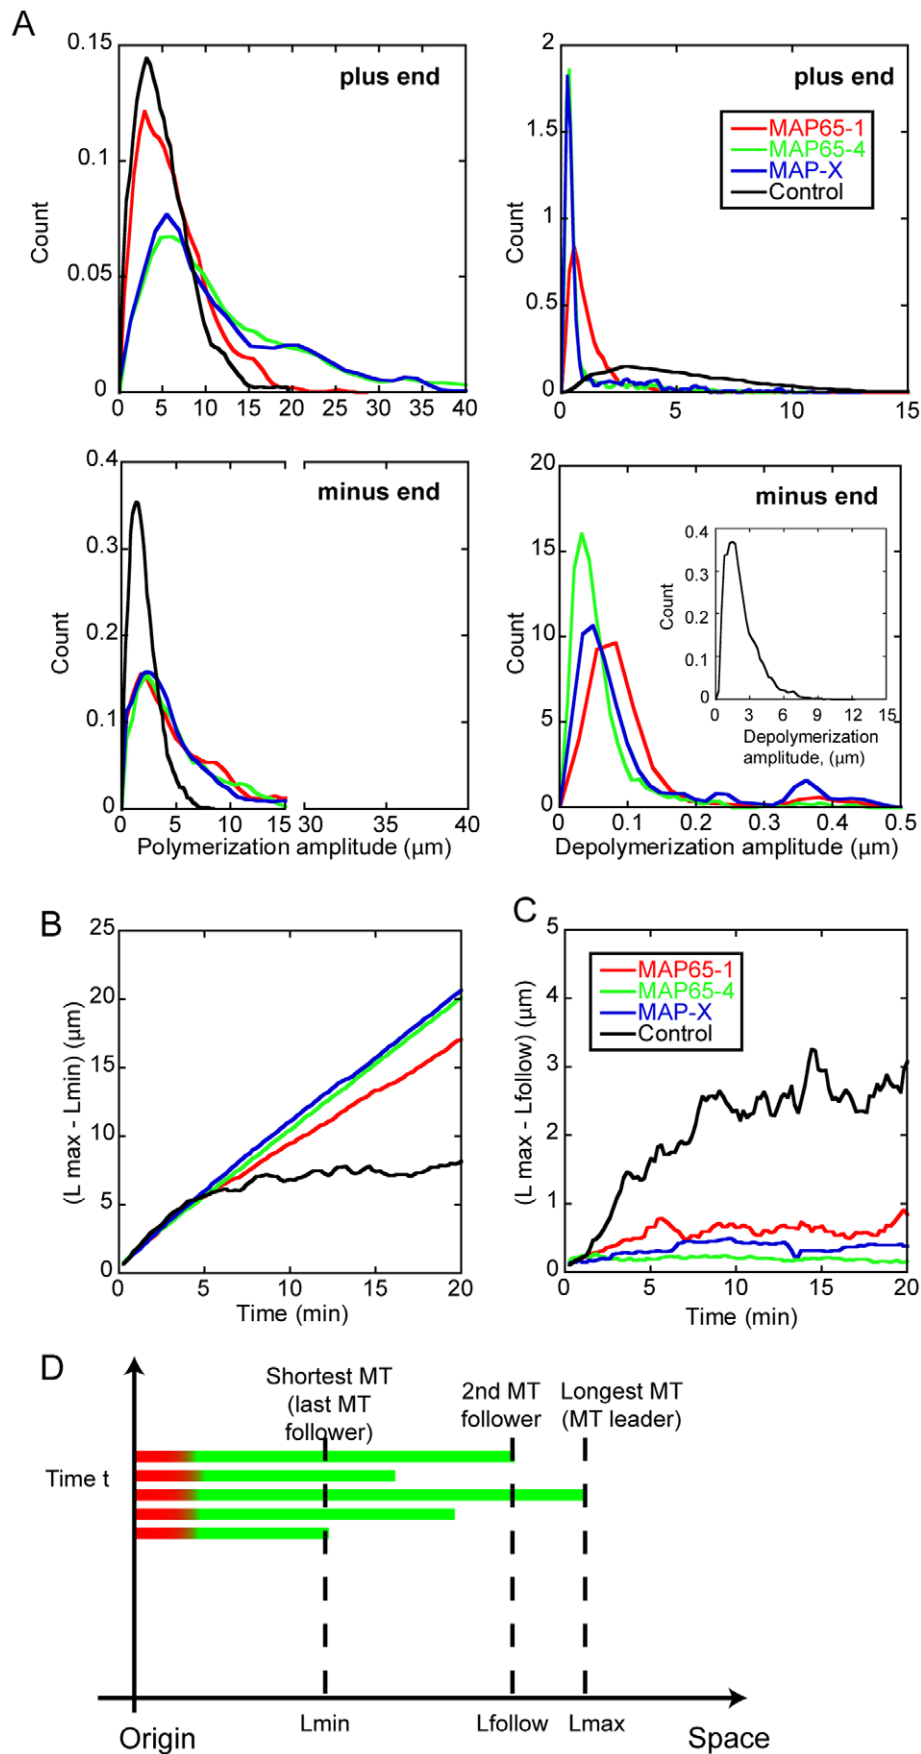 A
plus end
Count
0.15
0.1
0.05
0
0 5 10 15 20 25 30 35 40
plus end
MAP65-1
MAP65-4
MAP-X
Control
Count
2
1.5
1
0.5
0
0 5 10 15
minus end
Count
0.4
0.3
0.2
0.1
0
0 5 10 15 30 40
Polymerization amplitude (µm)
minus end
Count
20
15
10
5
0
0 0.1 0.2 0.3 0.4 0.5
Depolymerization amplitude (µm)
Count
0.4
0.3
0.2
0.1
0
0 3 6 9 12 15
Depolymerization
amplitude, (µm)
B
(L max - Lmin) (µm)
25
20
15
10
5
0
0 5 10 15 20
Time (min)
C
(L max - Lfollow) (µm)
5
4
3
2
1
0
MAP65-1
MAP65-4
MAP-X
Control
0 5 10 15 20
Time (min)
D
Shortest MT
(last MT
follower)
2nd MT
follower
Longest MT
(MT leader)
Time t
Lmin
Lfollow
Lmax
Origin
Space